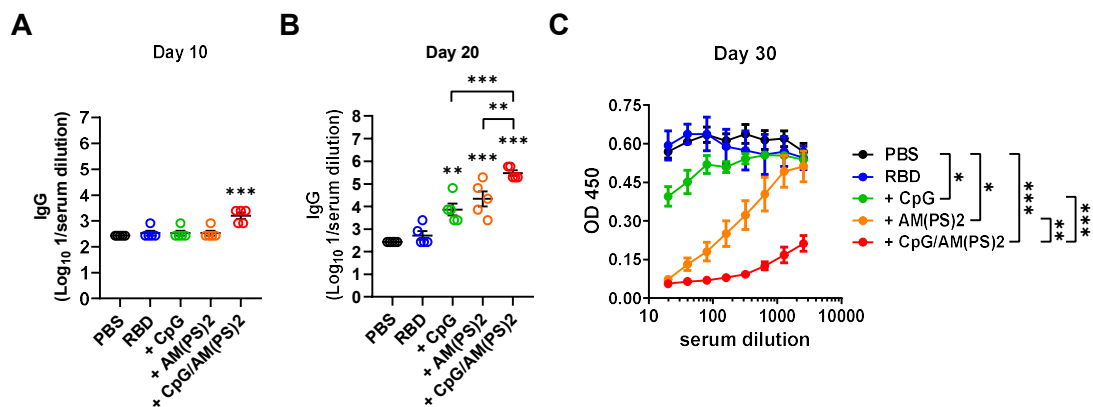 A
Day 10
IgG
(Log10 1/serum dilution)
7
6
5
4
3
2
1
0
***
PBS
RBD
+ CpG
+ AM(PS)2
+ CpG/AM(PS)2
B
Day 20
IgG
(Log10 1/serum dilution)
8
7
6
5
4
3
2
1
0
***
**
**
***
***
PBS
RBD
+ CpG
+ AM(PS)2
+ CpG/AM(PS)2
C
Day 30
OD 450
0.75
0.60
0.45
0.30
0.15
0.00
10
100
1000
10000
serum dilution
PBS
RBD
+ CpG
+ AM(PS)2
+ CpG/AM(PS)2
*
*
***
**
***